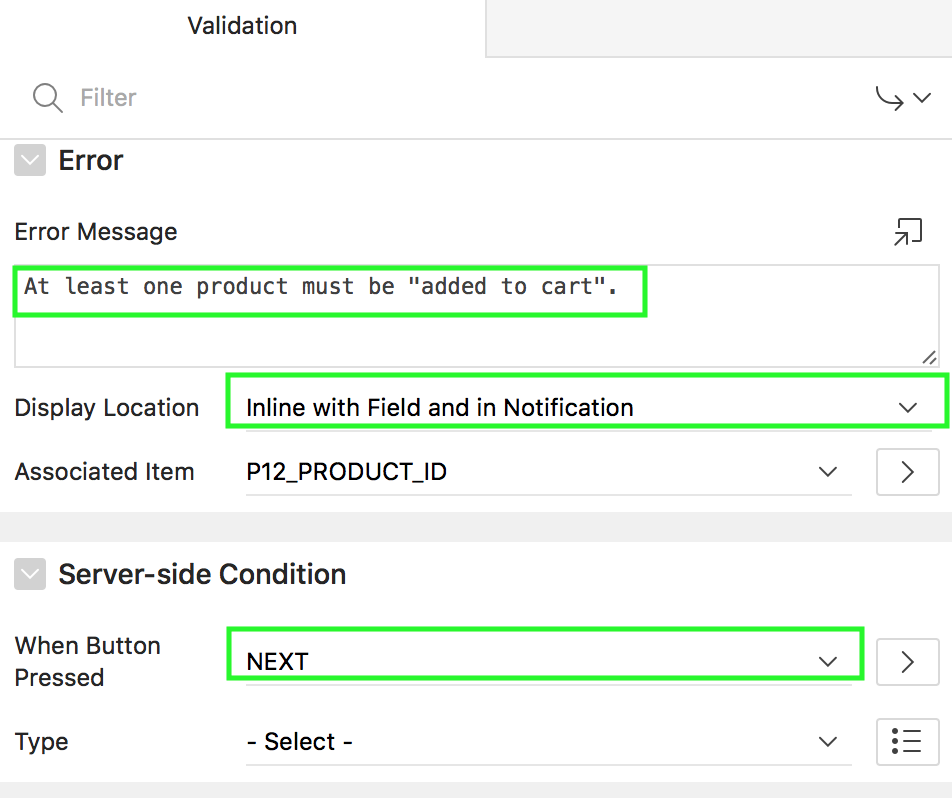 Validation
Filter
Error
Error Message
At least one product must be "added to cart".
Display Location Inline with Field and in Notification
Associated Item P12_PRODUCT_ID
Server-side Condition
When Button
Pressed
NEXT
Type - Select -